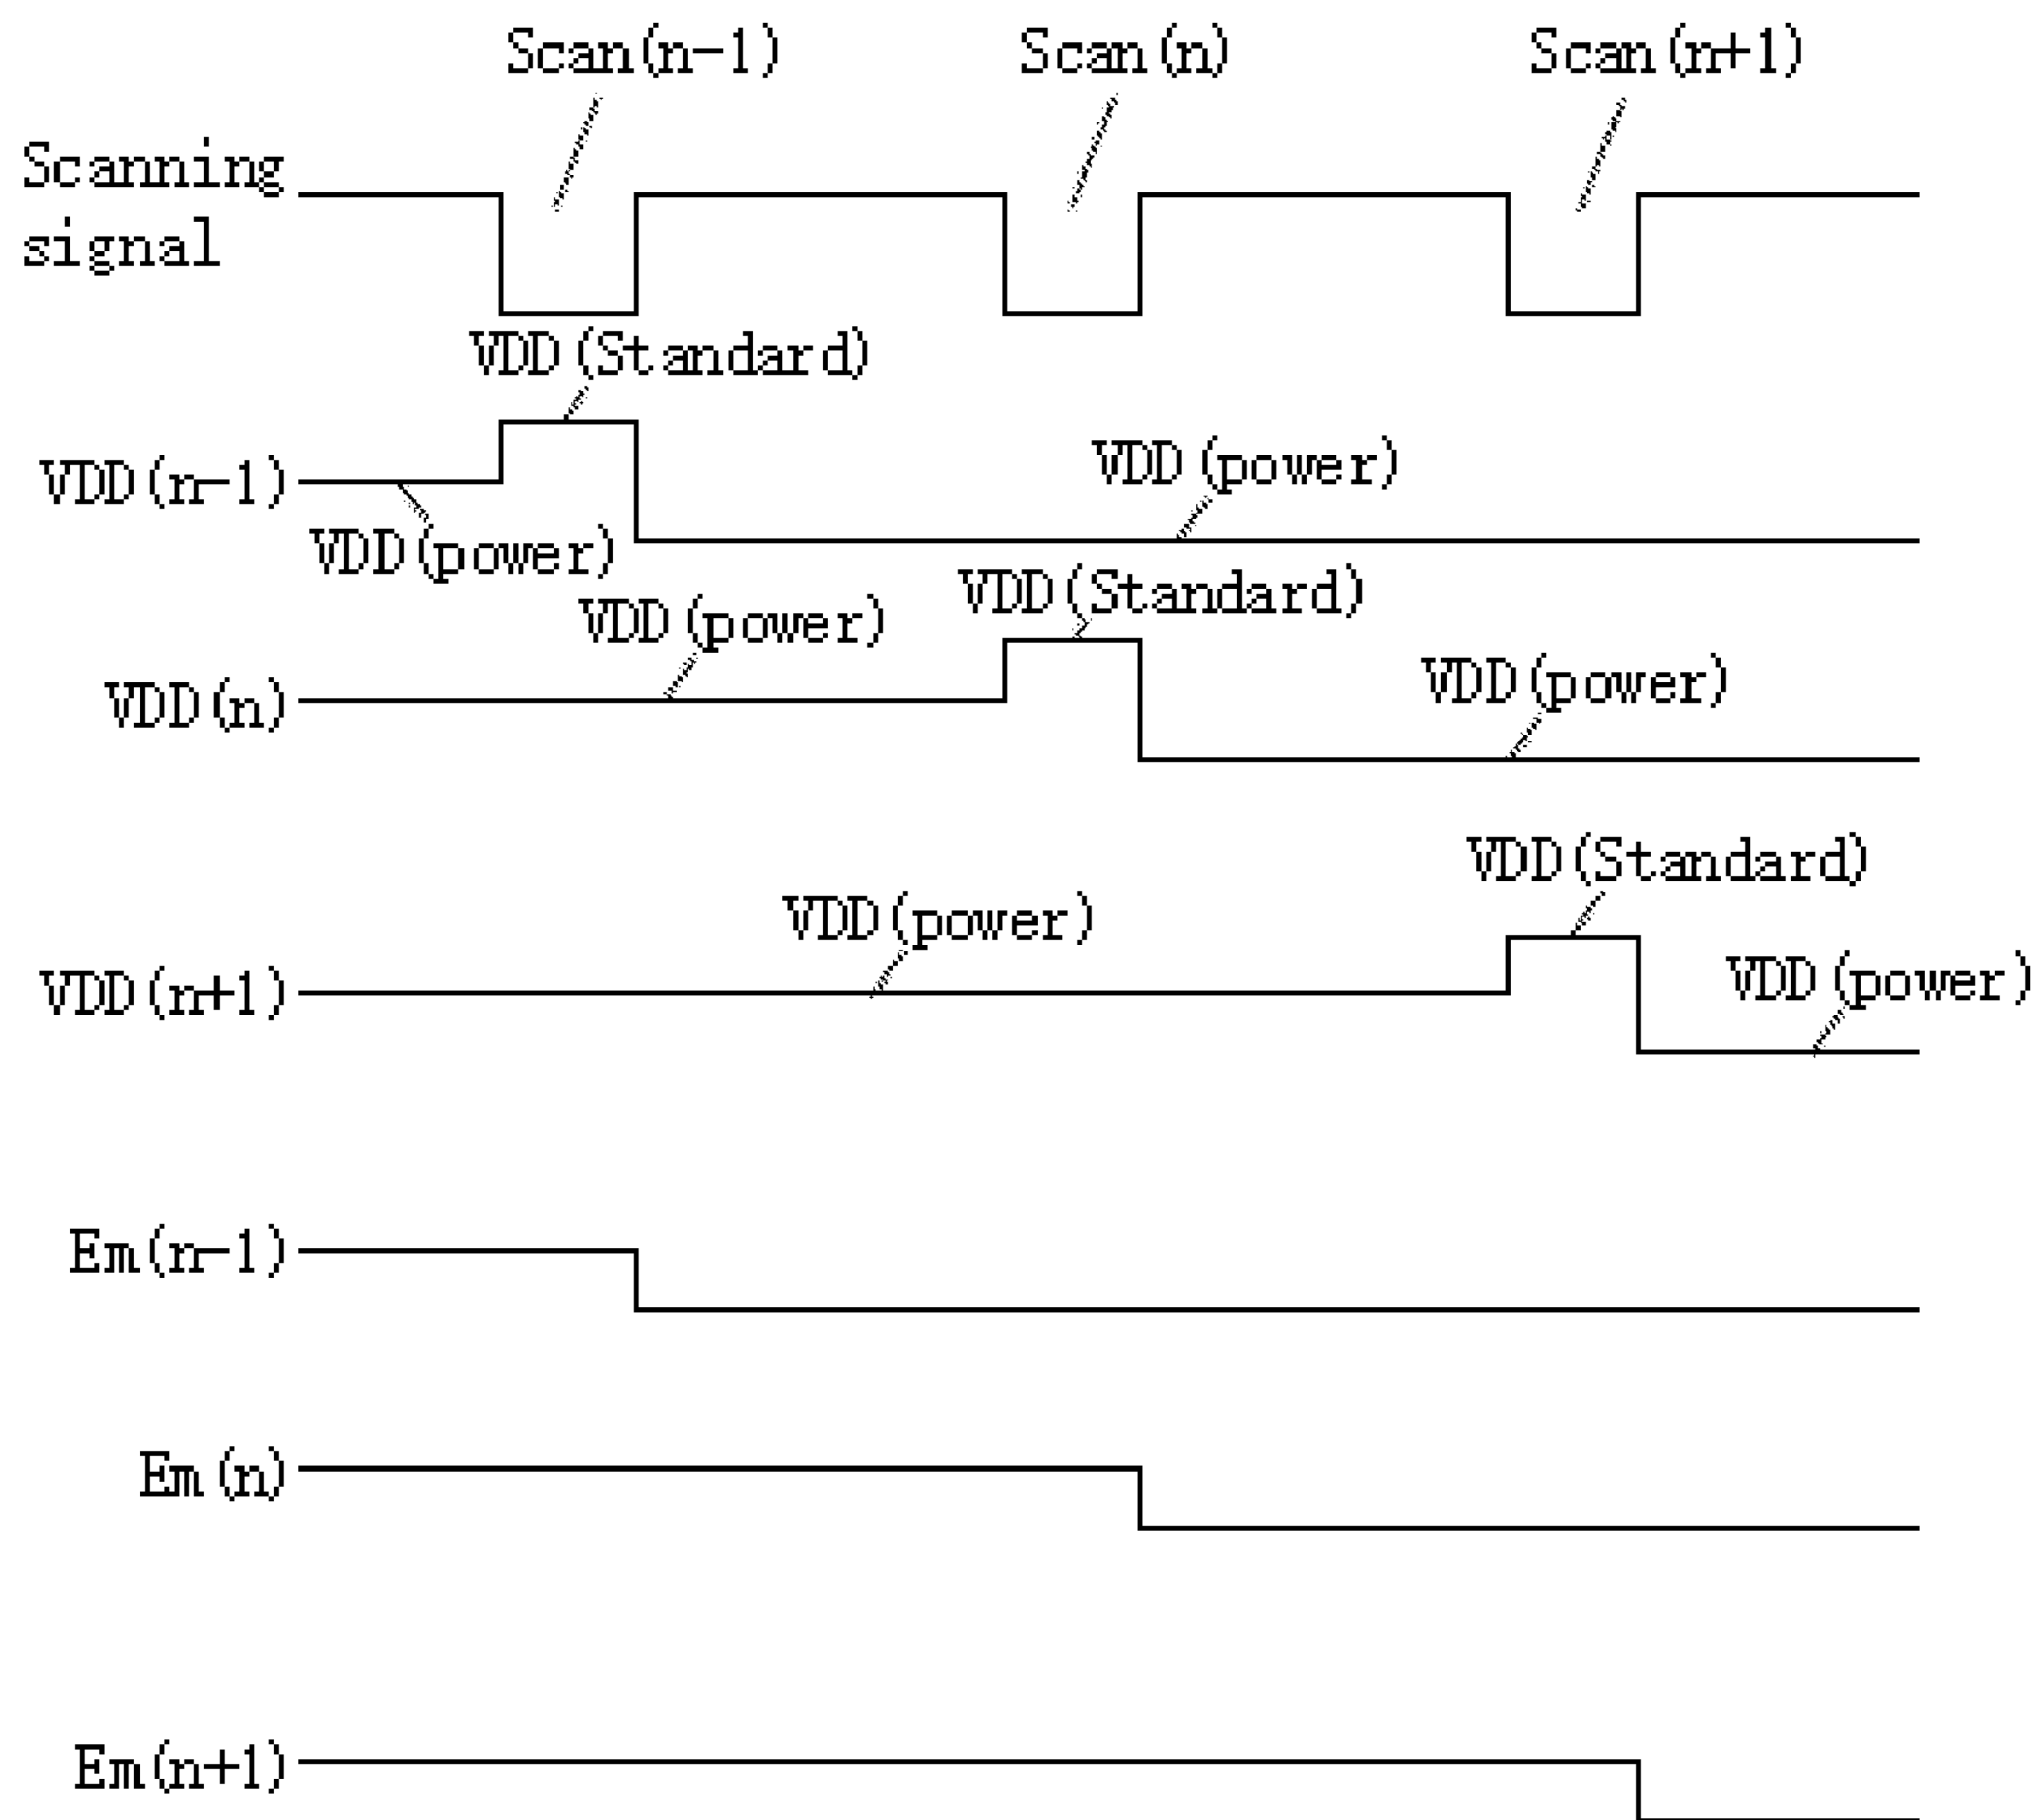 Scan(n-1)
Scan(n)
Scan(n+1)
Scanning
signal
VDD(Standard)
VDD(n-1)
VDD(power)
VDD(power)
VDD(Standard)
VDD(power)
VDD(n)
VDD(power)
VDD(Standard)
VDD(power)
VDD(n+1)
VDD(power)
Em(n-1)
Em(n)
Em(n+1)